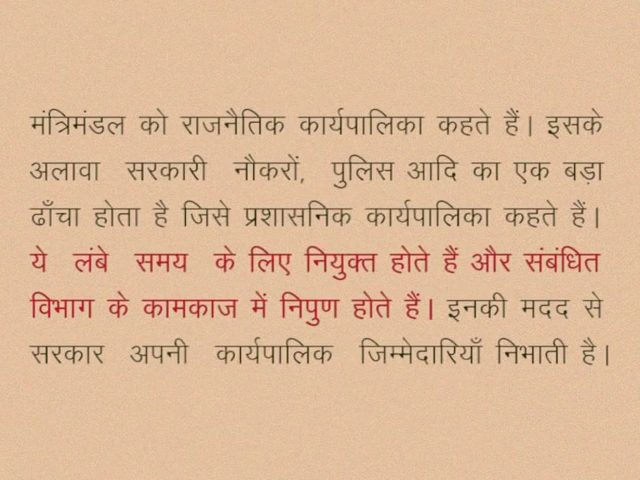 मंत्रिमंडल को राजनैतिक कार्यपालिका कहते हैं। इसके
अलावा सरकारी नौकरों, पुलिस आदि का एक बड़ा
ढाँचा होता है जिसे प्रशासनिक कार्यपालिका कहते हैं।
ये लंबे समय के लिए नियुक्त होते हैं और संबंधित
विभाग के कामकाज में निपुण होते हैं। इनकी मदद से
सरकार अपनी कार्यपालिक जिम्मेदारियाँ निभाती है।